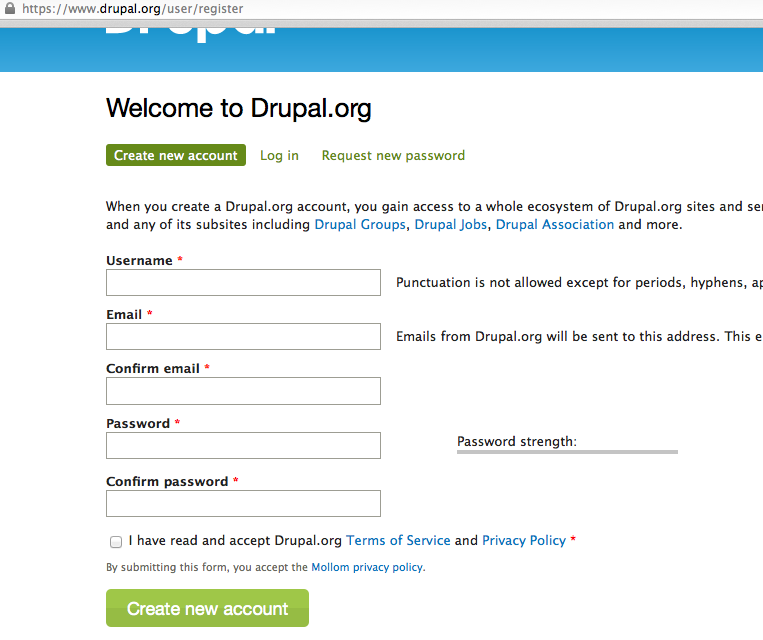 https://www.drupal.org/user/register
Drupal
Welcome to Drupal.org
Create new account Log in Request new password
When you create a Drupal.org account, you gain access to a whole ecosystem of Drupal.org sites and
and any of its subsites including Drupal Groups, Drupal Jobs, Drupal Association and more.
Username *
Punctuation is not allowed except for periods, hyphens,
Email *
Emails from Drupal.org will be sent to this address. This
Confirm email *
Password *
Password strength:
Confirm password *
I have read and accept Drupal.org Terms of Service and Privacy Policy *
By submitting this form, you accept the Mollom privacy policy.
Create new account